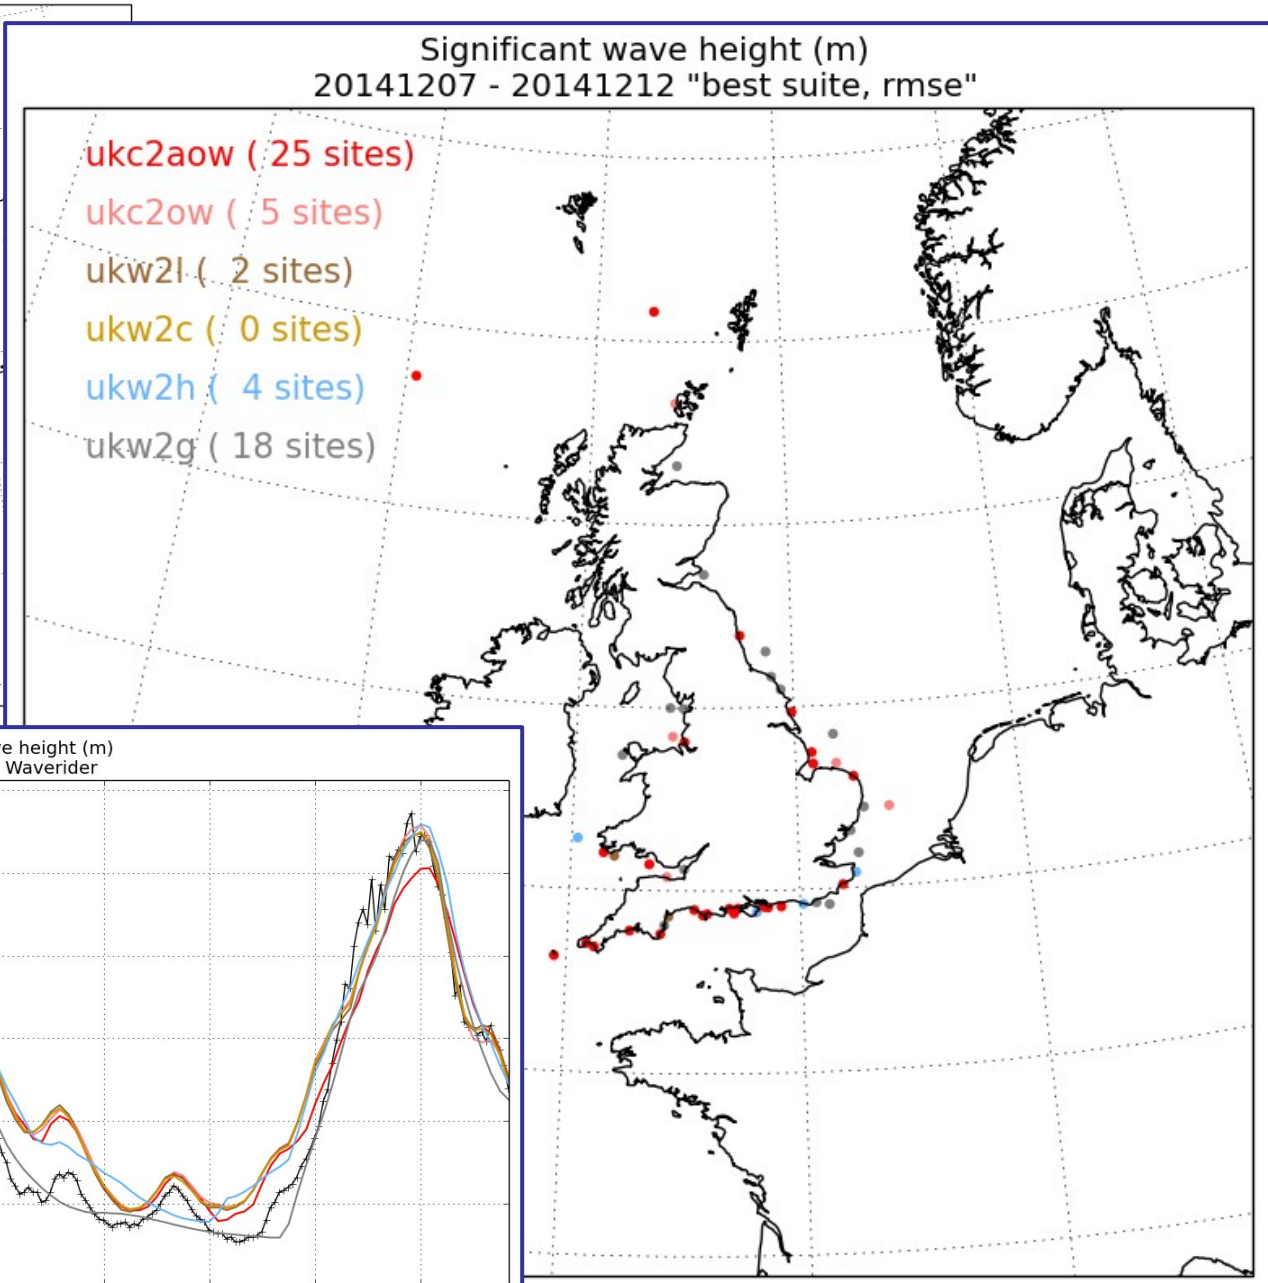 Significant wave height (m)
20141207 - 20141212 "best suite, rmse"
ukc2aow ( 25 sites)
ukc2ow (  5 sites)
ukw2l (  2 sites)
ukw2c (  0 sites)
ukw2h (  4 sites)
ukw2g ( 18 sites)
height (m)
Waverider